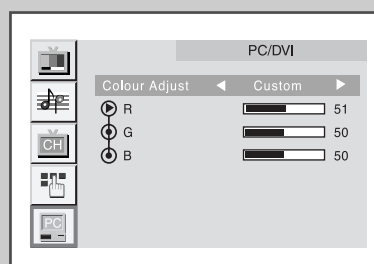 PC/DVI
Colour Adjust ◀ Custom ▶
R 51
CH G 50
B 50
PC